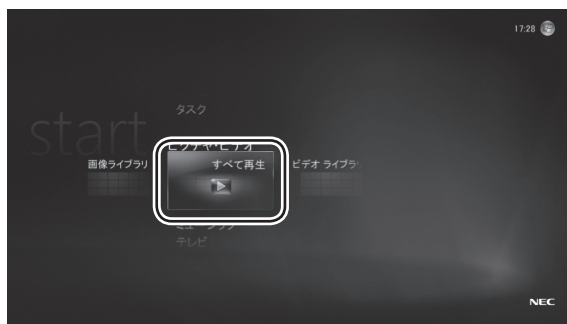 17:28
タスク
start
ピクチャ・ビデオ
画像ライブラリ
すべて再生
ビデオ ライブラ
ミュージック
テレビ
NEC